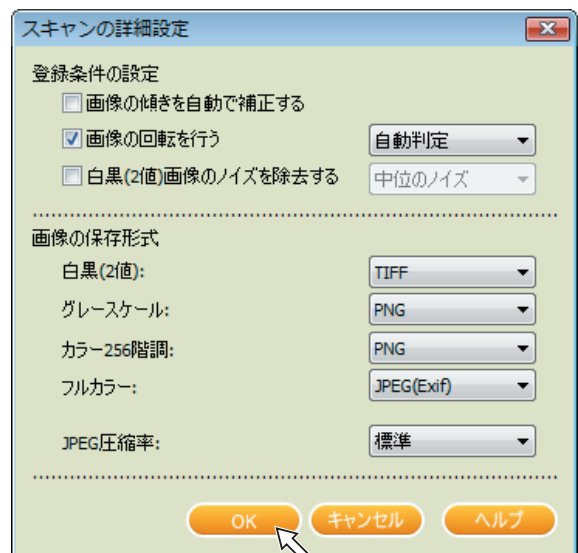 スキャンの詳細設定
登録条件の設定
画像の傾きを自動で補正する
画像の回転を行う 自動判定
白黒(2値)画像のノイズを除去する 中位のノイズ
画像の保存形式
白黒(2値): TIFF
グレースケール: PNG
カラー256階調: PNG
フルカラー: JPEG(Exif)
JPEG圧縮率: 標準
OK キャンセル ヘルプ